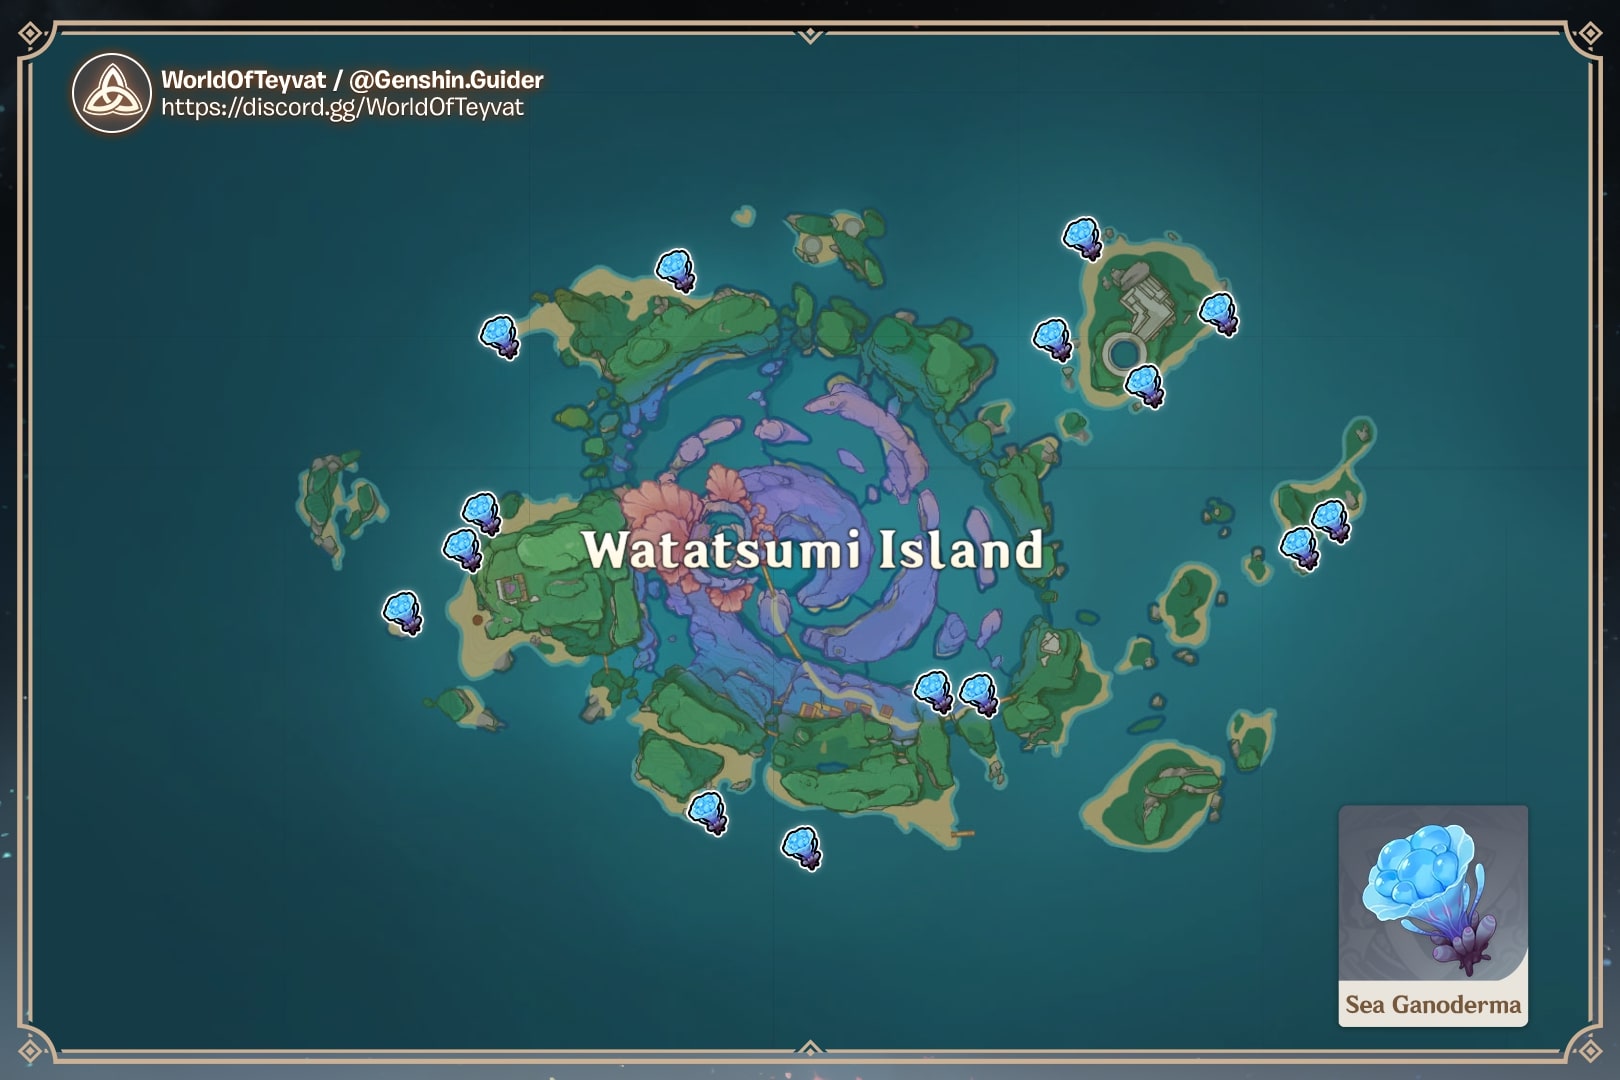 WorldOfTeyvat / @Genshin.Guider
https://discord.gg/WorldOfTeyvat
Watatsumi Island
Sea Ganoderma